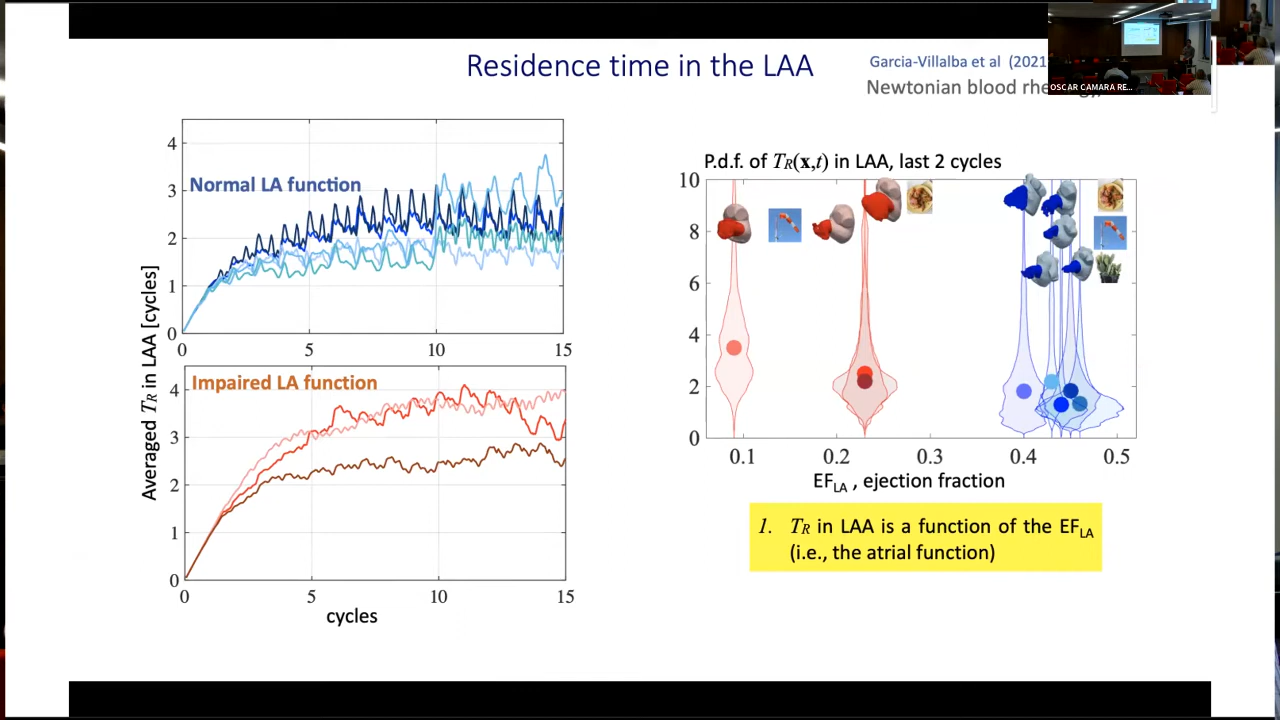 Residence time in the LAA
Garcia-Villalba et al (2021
Newtonian blood
OSCAR CAMARA RE...
Normal LA function
4
3
2
1
0
0
5
10
15
Averaged TR in LAA [cycles]
Impaired LA function
4
3
2
1
0
0
5
10
15
cycles
P.d.f. of TR(x,t) in LAA, last 2 cycles
10
8
6
4
2
0
0.1
0.2
0.3
0.4
0.5
EFLA , ejection fraction
1. TR in LAA is a function of the EFLA
(i.e., the atrial function)